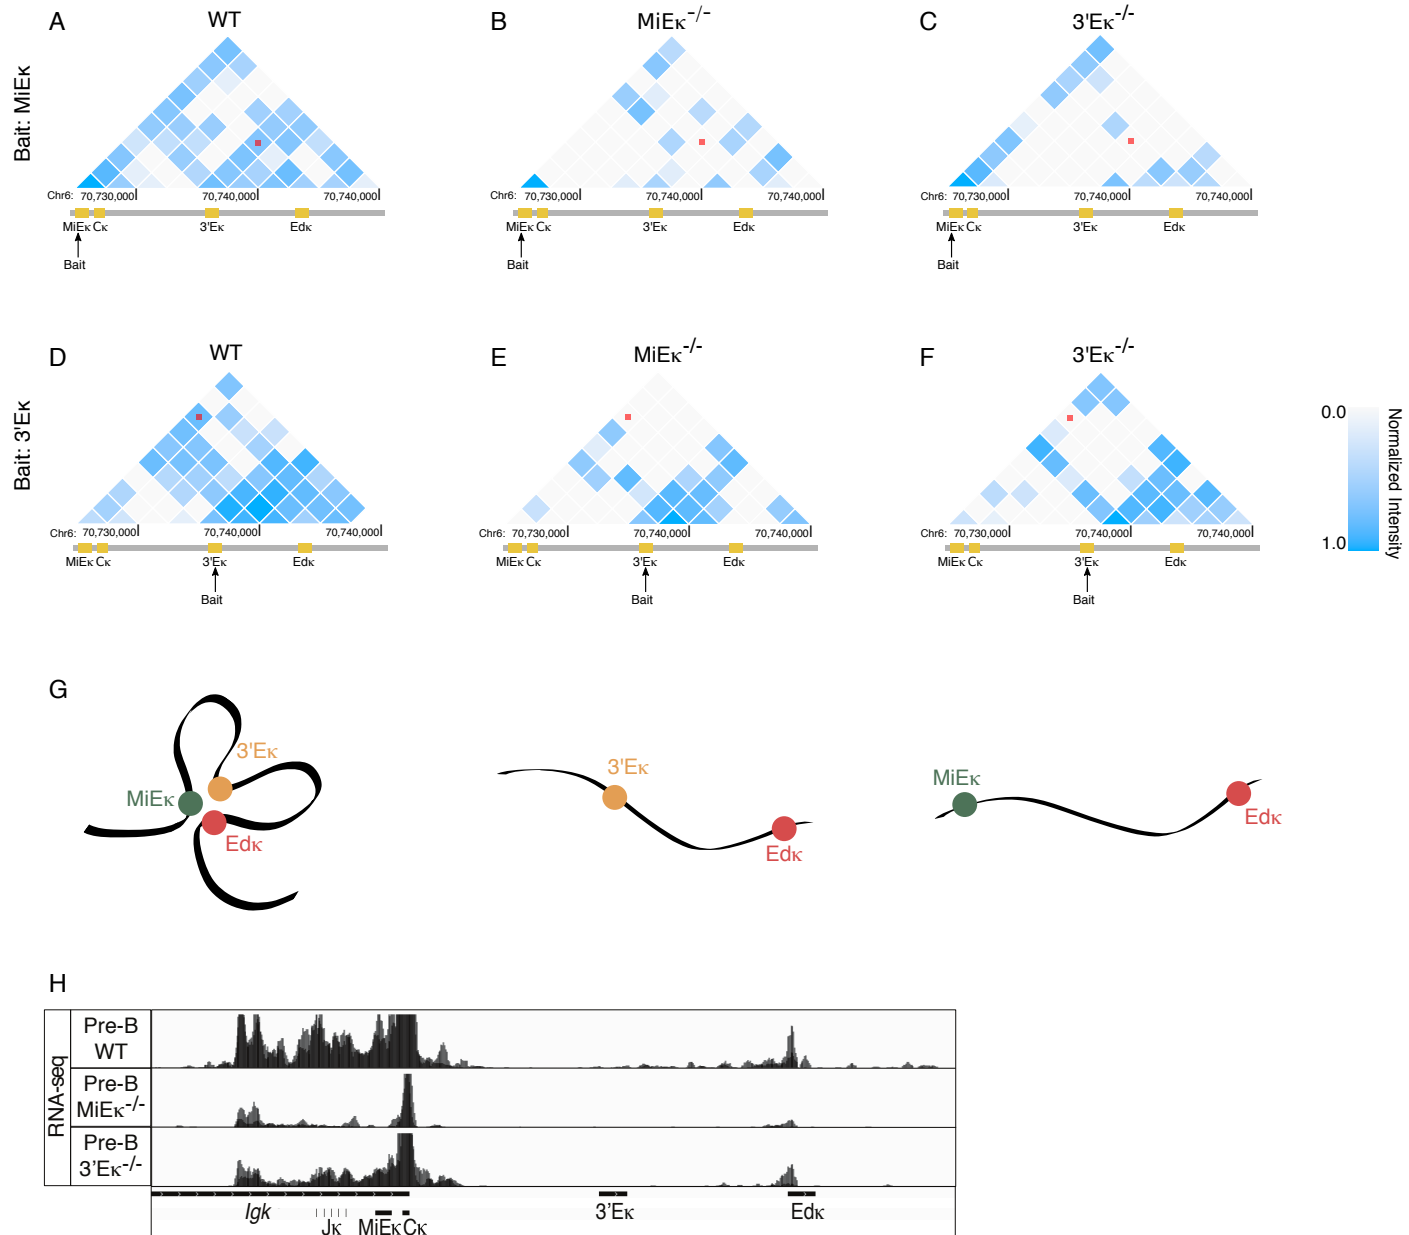 A
WT
B
MiEκ-/-
C
3'Eκ-/-
Bait: MiEκ
Chr6: 70,730,000 70,740,000 70,740,000
MiEκ Cκ 3'Eκ Edκ
Bait
Chr6: 70,730,000 70,740,000 70,740,000
MiEκ Cκ 3'Eκ Edκ
Bait
Chr6: 70,730,000 70,740,000 70,740,000
MiEκ Cκ 3'Eκ Edκ
Bait
D
WT
E
MiEκ-/-
F
3'Eκ-/-
Bait: 3'Eκ
Chr6: 70,730,000 70,740,000 70,740,000
MiEκ Cκ 3'Eκ Edκ
Bait
Chr6: 70,730,000 70,740,000 70,740,000
MiEκ Cκ 3'Eκ Edκ
Bait
Chr6: 70,730,000 70,740,000 70,740,000
MiEκ Cκ 3'Eκ Edκ
Bait
0.0
1.0
Normalized Intensity
G
3'Eκ
MiEκ
Edκ
3'Eκ
Edκ
MiEκ
Edκ
H
RNA-seq
Pre-B
WT
Pre-B
MiEκ-/-
Pre-B
3'Eκ-/-
Igk 3'Eκ Edκ
Jκ MiEκ Cκ